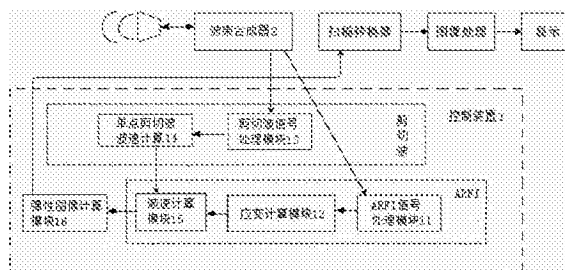 波束合成器2
扫描转换器
图像处理
显示
控制装置1
剪切波
单点剪切波
波速计算14
剪切波信号
处理模块13
ARFI
弹性图像计算
模块16
波速计算
模块15
应变计算模块12
ARFI信号
处理模块11